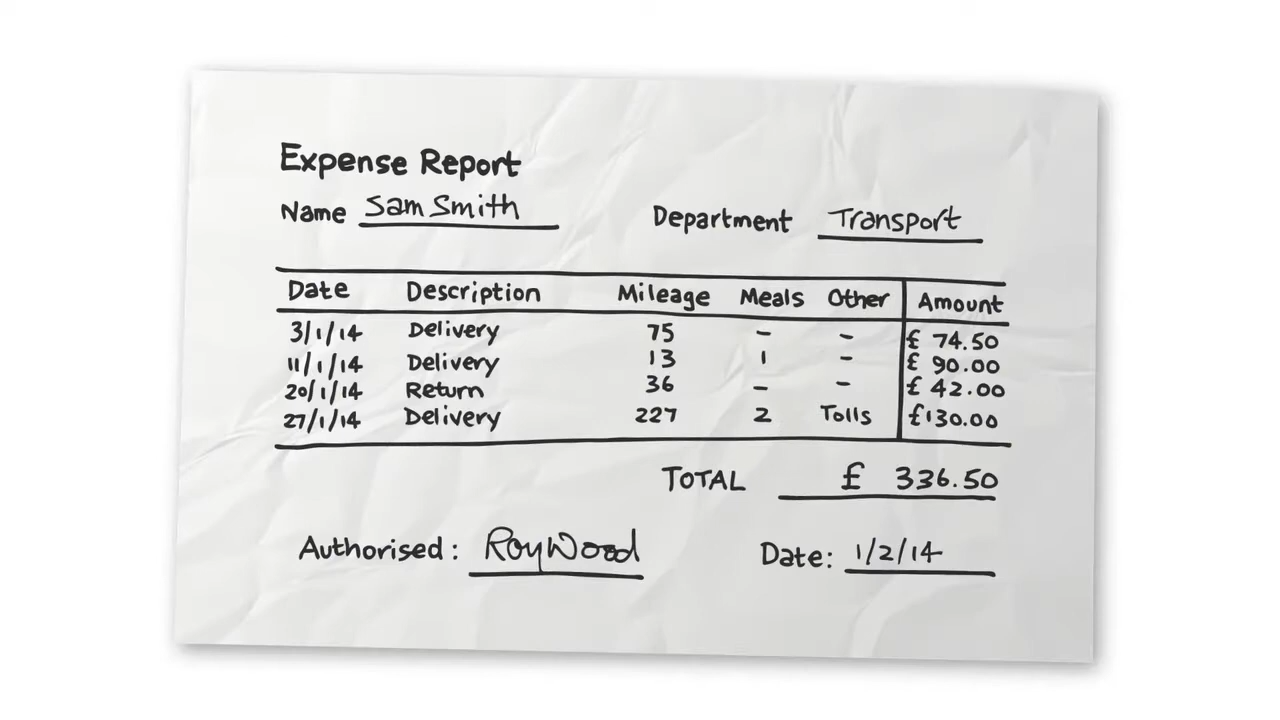 Expense Report
Name Sam Smith Department Transport
Date Description Mileage Meals Other Amount
3/1/14 Delivery 75 - - £ 74.50
11/1/14 Delivery 13 1 - £ 90.00
20/1/14 Return 36 - - £ 42.00
27/1/14 Delivery 227 2 Tolls £130.00
TOTAL £ 336.50
Authorised: Roy Wood Date: 1/2/14